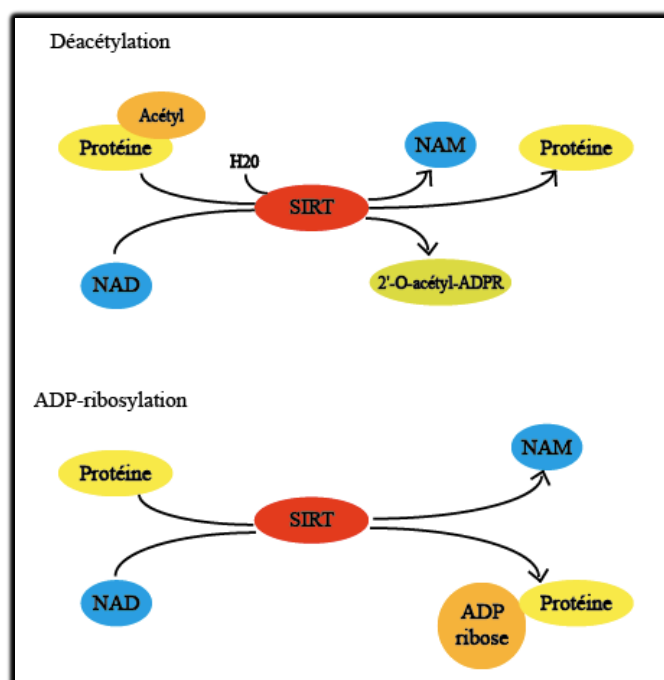 Déacétylation
Acétyl
Protéine
H20
NAM
Protéine
SIRT
NAD
2'-O-acétyl-ADPR
ADP-ribosylation
Protéine
NAM
SIRT
NAD
ADP
ribose
Protéine